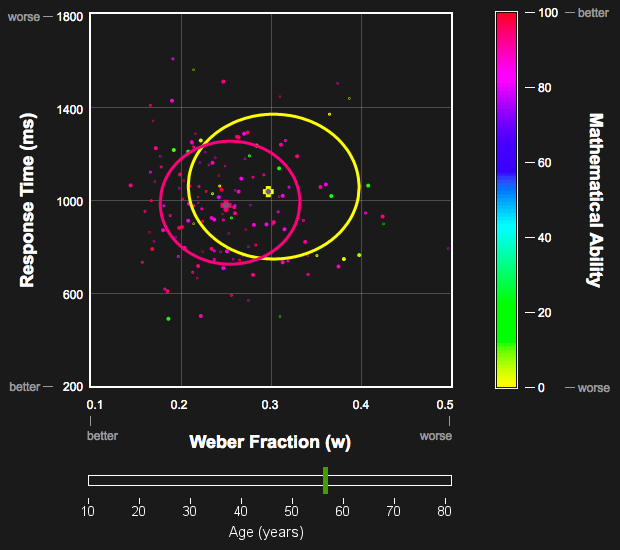 worse
1800
1400
1000
600
200
better
Response Time (ms)
0.1
0.2
0.3
0.4
0.5
better
worse
Weber Fraction (w)
10
20
30
40
50
60
70
80
Age (years)
100
80
60
40
20
0
better
worse
Mathematical Ability